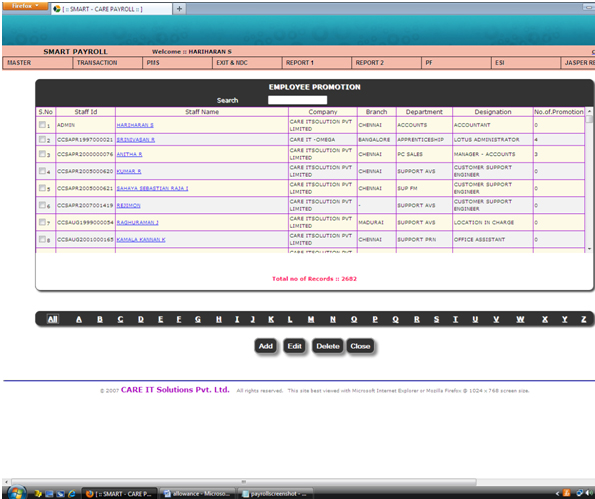 Firefox
[ :: SMART - CARE PAYROLL :: ]
SMART PAYROLL Welcome :: HARIHARAN S
MASTER TRANSACTION PMS EXIT & NDC REPORT 1 REPORT 2 PF ESI JASPER RE
EMPLOYEE PROMOTION
Search
S.No Staff Id Staff Name Company Branch Department Designation No.of.Promotion
1 ADMIN HARIHARAN S CARE ITSOLUTION PVT LIMITED CHENNAI ACCOUNTS ACCOUNTANT 0
2 CCSAPR1997000021 SRINIVASAN R CARE IT -OMEGA BANGALORE APPRENTICESHIP LOTUS ADMINISTRATOR 4
3 CCSAPR2000000076 ANITHA R CARE ITSOLUTION PVT LIMITED CHENNAI PC SALES MANAGER - ACCOUNTS 3
4 CCSAPR2005000620 KUMAR R CARE ITSOLUTION PVT LIMITED CHENNAI SUPPORT AVS CUSTOMER SUPPORT ENGINEER 0
5 CCSAPR2005000621 SAHAYA SEBASTIAN RAJA J CARE ITSOLUTION PVT LIMITED CHENNAI SUP PM CUSTOMER SUPPORT ENGINEER 0
6 CCSAPR2007001419 REJIMON CARE ITSOLUTION PVT LIMITED - SUPPORT AVS CUSTOMER SUPPORT ENGINEER 0
7 CCSAUG1999000054 RAGHURAMAN J CARE ITSOLUTION PVT LIMITED MADURAI SUPPORT AVS LOCATION IN CHARGE 0
8 CCSAUG2001000163 KAMALA KANNAN K CARE ITSOLUTION PVT LIMITED CHENNAI SUPPORT PRN OFFICE ASSISTANT 0
CARE ITSOLUTION PVT
Total no of Records :: 2682
All A B C D E F G H I J K L M N O P Q R S T U V W X Y Z
Add Edit Delete Close
© 2007 CARE IT Solutions Pvt. Ltd. All rights reserved. This site best viewed with Microsoft Internet Explorer or Mozilla Firefox @ 1024 x 768 screen size.
[ :: SMART - CARE P... allowance - Microso... payrollscreenshot - ...